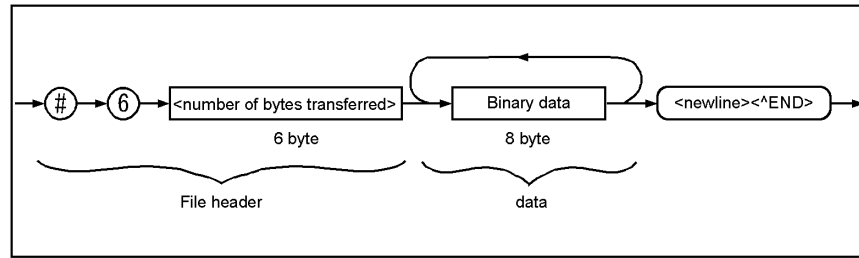 # 6 <number of bytes transferred> Binary data <newline><^END>
6 byte 8 byte
File header data